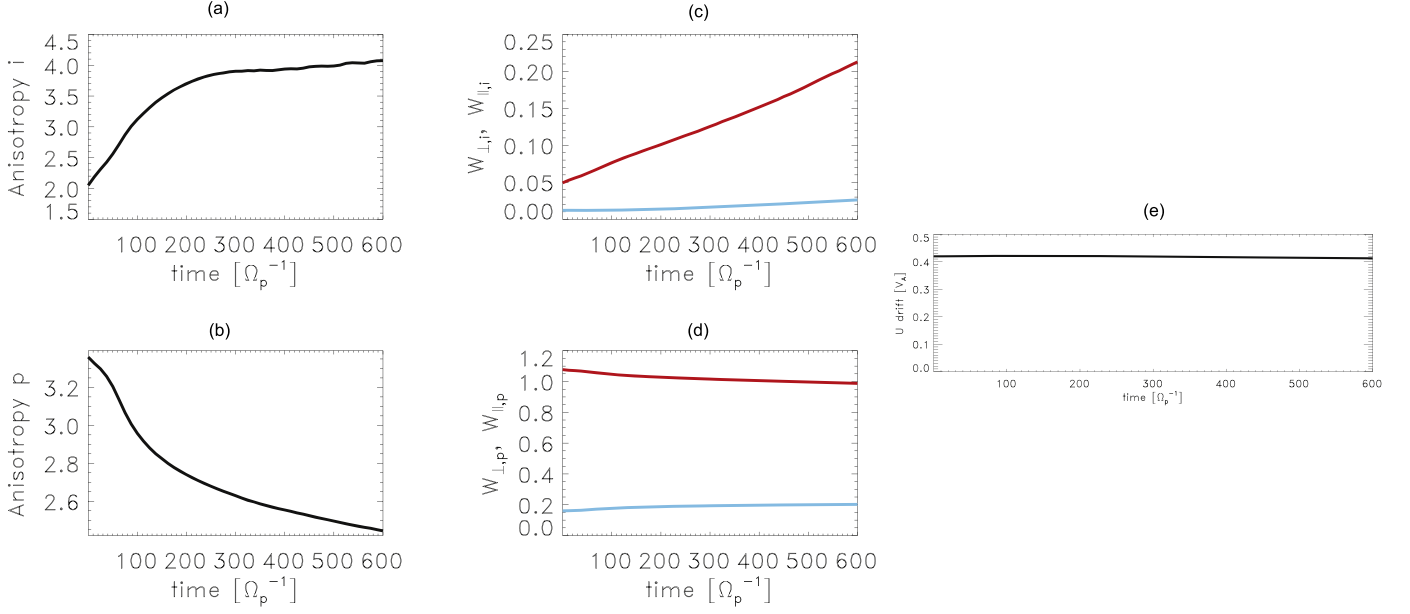 (a)
Anisotropy i
4.5
4.0
3.5
3.0
2.5
2.0
1.5
100 200 300 400 500 600
time [Ωp⁻¹]
(c)
W⊥,i, W||,i
0.25
0.20
0.15
0.10
0.05
0.00
100 200 300 400 500 600
time [Ωp⁻¹]
(b)
Anisotropy p
3.2
3.0
2.8
2.6
100 200 300 400 500 600
time [Ωp⁻¹]
(d)
W⊥,p, W||,p
1.2
1.0
0.8
0.6
0.4
0.2
0.0
100 200 300 400 500 600
time [Ωp⁻¹]
(e)
U drift [VA]
0.5
0.4
0.3
0.2
0.1
0.0
100 200 300 400 500 600
time [Ωp⁻¹]